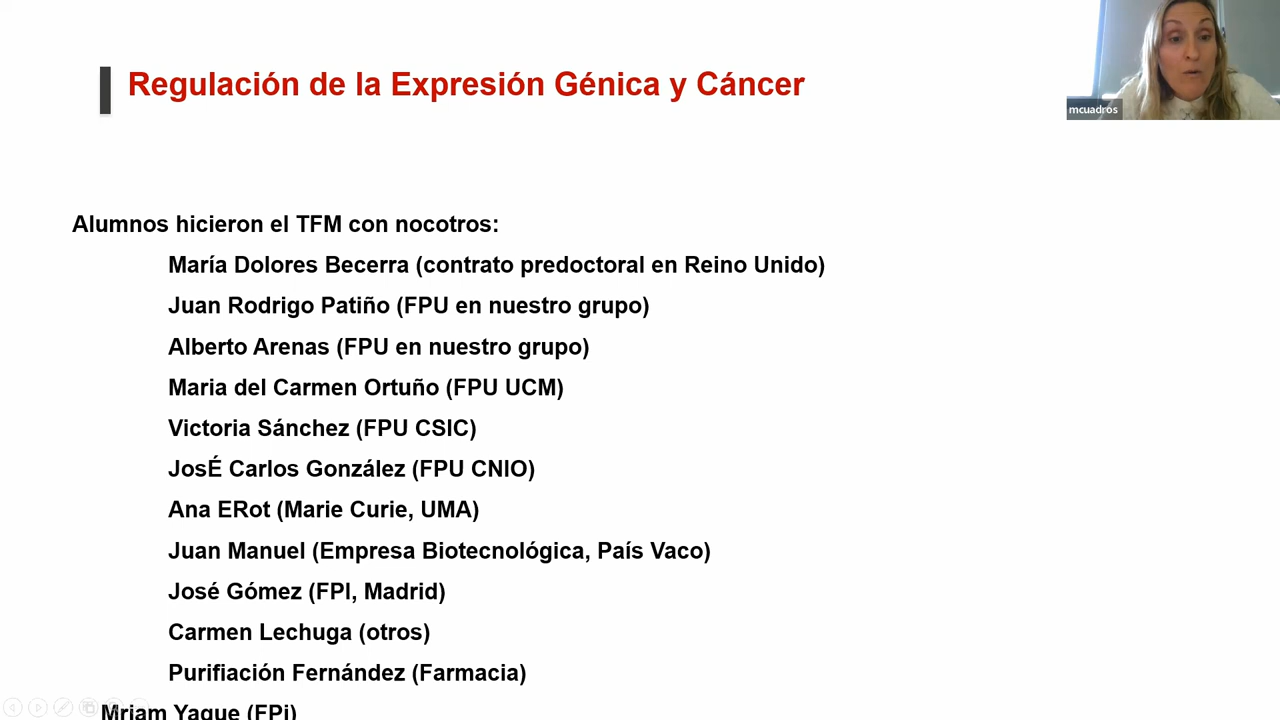 Regulación de la Expresión Génica y Cáncer
mcuadros
Alumnos hicieron el TFM con nocotros:
María Dolores Becerra (contrato predoctoral en Reino Unido)
Juan Rodrigo Patiño (FPU en nuestro grupo)
Alberto Arenas (FPU en nuestro grupo)
Maria del Carmen Ortuño (FPU UCM)
Victoria Sánchez (FPU CSIC)
JosÉ Carlos González (FPU CNIO)
Ana ERot (Marie Curie, UMA)
Juan Manuel (Empresa Biotecnológica, País Vaco)
José Gómez (FPI, Madrid)
Carmen Lechuga (otros)
Purifiación Fernández (Farmacia)
Mriam Yague (FPi)